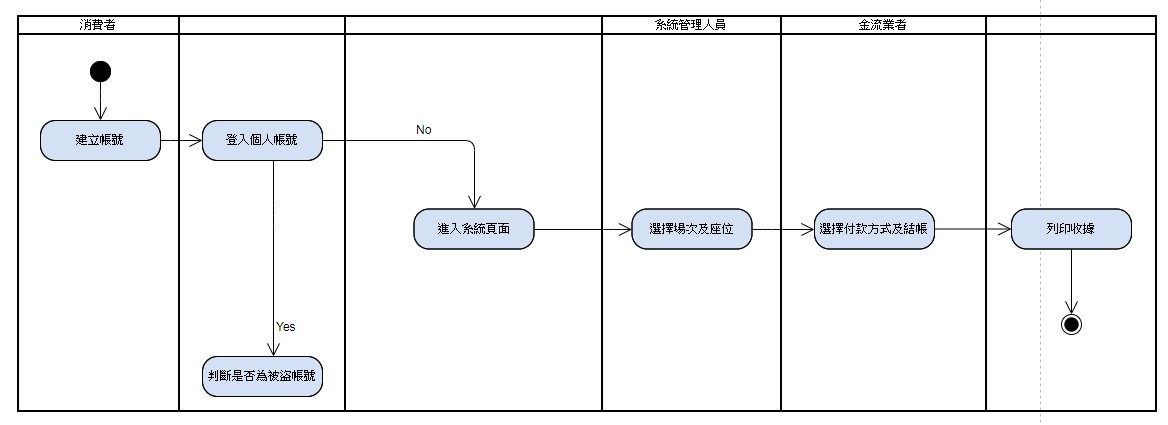 消費者
系統管理人員
金流業者
建立帳號
登入個人帳號
No
進入系統頁面
選擇場次及座位
選擇付款方式及結帳
列印收據
Yes
判斷是否為被盜帳號